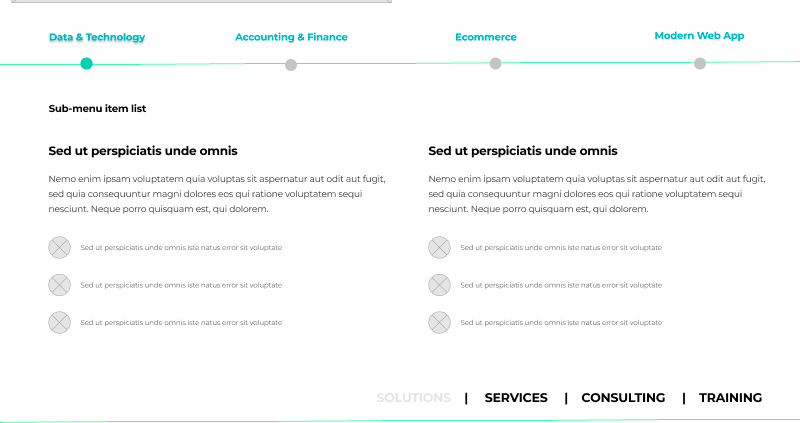 Data & Technology
Accounting & Finance
Ecommerce
Modern Web App
Sub-menu item list
Sed ut perspiciatis unde omnis
Nemo enim ipsam voluptatem quia voluptas sit aspernatur aut odit aut fugit,
sed quia consequuntur magni dolores eos qui ratione voluptatem sequi
nesciunt. Neque porro quisquam est, qui dolorem.
Sed ut perspiciatis unde omnis iste natus error sit voluptate
Sed ut perspiciatis unde omnis iste natus error sit voluptate
Sed ut perspiciatis unde omnis iste natus error sit voluptate
Sed ut perspiciatis unde omnis
Nemo enim ipsam voluptatem quia voluptas sit aspernatur aut odit aut fugit,
sed quia consequuntur magni dolores eos qui ratione voluptatem sequi
nesciunt. Neque porro quisquam est, qui dolorem.
Sed ut perspiciatis unde omnis iste natus error sit voluptate
Sed ut perspiciatis unde omnis iste natus error sit voluptate
Sed ut perspiciatis unde omnis iste natus error sit voluptate
SOLUTIONS | SERVICES | CONSULTING | TRAINING